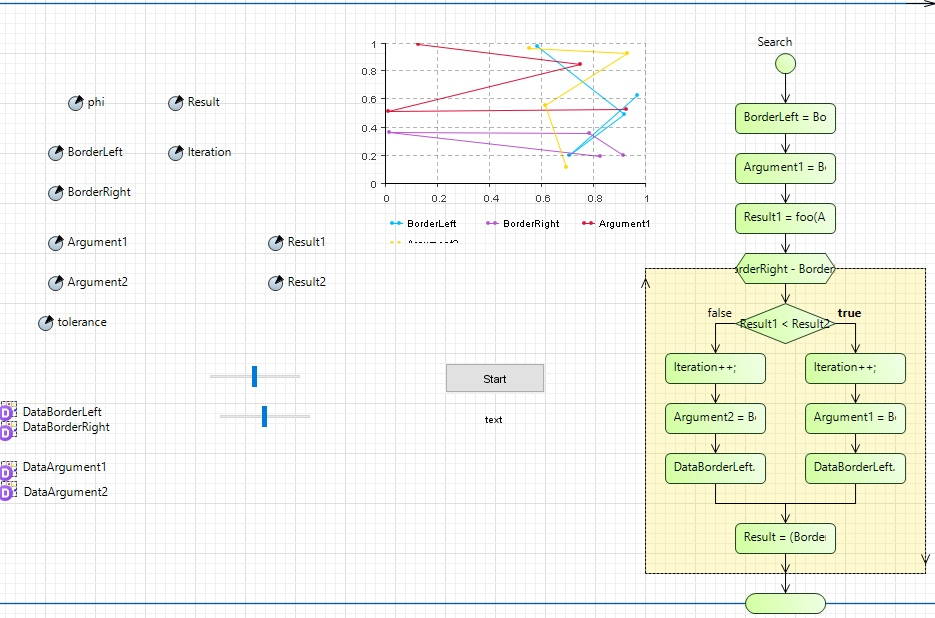 phi
Result
BorderLeft
Iteration
BorderRight
Argument1
Result1
Argument2
Result2
tolerance
DataBorderLeft
DataBorderRight
DataArgument1
DataArgument2
1
0.8
0.6
0.4
0.2
0
0 0.2 0.4 0.6 0.8 1
BorderLeft BorderRight Argument1
Start
text
Search
BorderLeft = Bo
Argument1 = B
Result1 = foo(A
rderRight - Border
false
true
Result1 < Result2
Iteration++;
Iteration++;
Argument2 = B
Argument1 = B
DataBorderLeft.
DataBorderLeft.
Result = (Borde